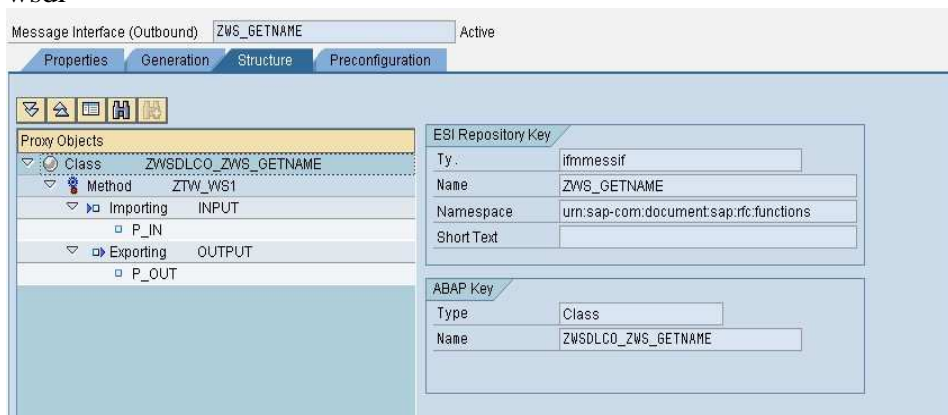 Message Interface (Outbound) ZWS_GETNAME Active
Properties Generation Structure Preconfiguration
Proxy Objects
Class ZWSDLCO_ZWS_GETNAME
Method ZTW_WS1
Importing INPUT
P_IN
Exporting OUTPUT
P_OUT
ESI Repository Key
Ty. ifmmessif
Name ZWS_GETNAME
Namespace urn:sap-com:document:sap:rfc:functions
Short Text
ABAP Key
Type Class
Name ZWSDLCO_ZWS_GETNAME